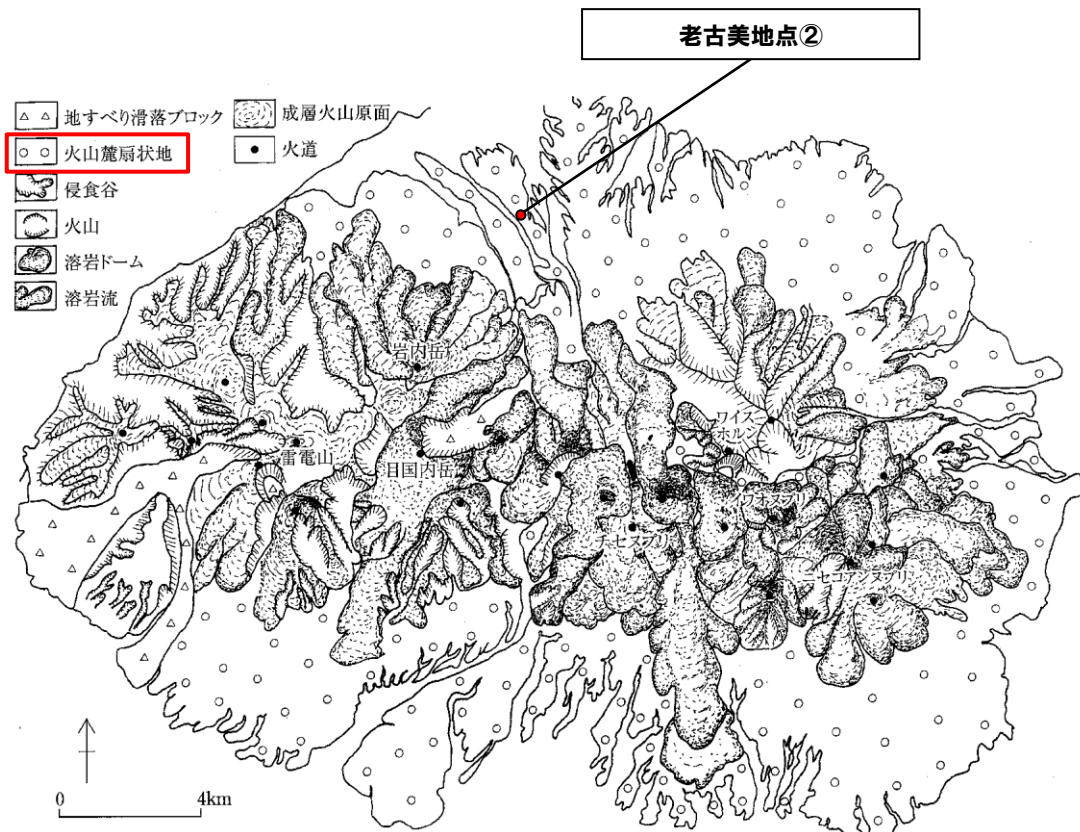 老古美地点②
地すべり滑落ブロック
成層火山原面
火山麓扇状地
火道
侵食谷
火山
溶岩ドーム
溶岩流
岩内岳
ワイス
ホルン
雷電山
目国内岳
イワオヌプリ
チセヌプリ
ニセコアンヌプリ
0
4km